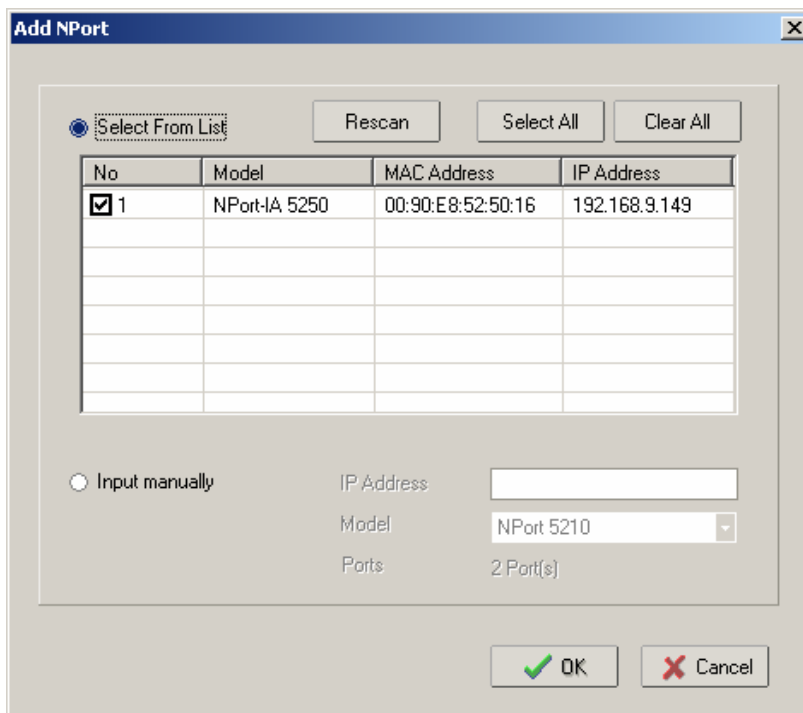 Add NPort
Select From List Rescan Select All Clear All
No Model MAC Address IP Address
1 NPort-IA 5250 00:90:E8:52:50:16 192.168.9.149
Input manually IP Address
Model NPort 5210
Ports 2 Port(s)
OK Cancel